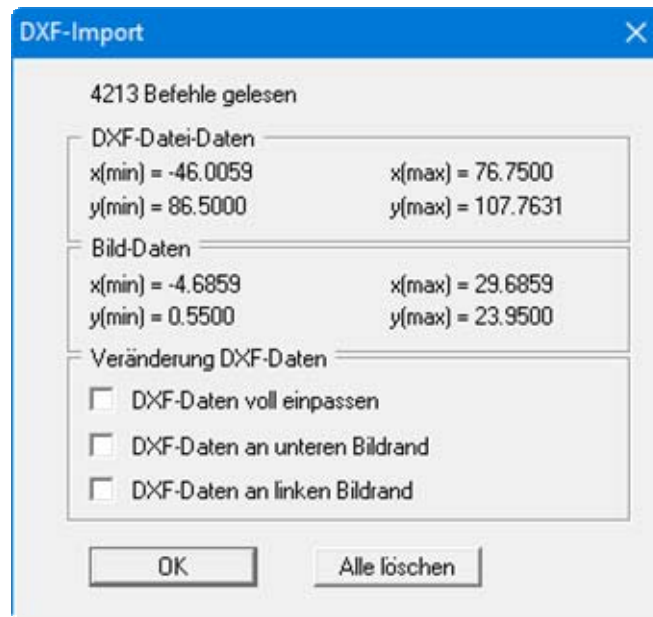 DXF-Import
4213 Befehle gelesen
DXF-Datei-Daten
x(min) = -46.0059 x(max) = 76.7500
y(min) = 86.5000 y(max) = 107.7631
Bild-Daten
x(min) = -4.6859 x(max) = 29.6859
y(min) = 0.5500 y(max) = 23.9500
Veränderung DXF-Daten
DXF-Daten voll einpassen
DXF-Daten an unteren Bildrand
DXF-Daten an linken Bildrand
OK Alle löschen